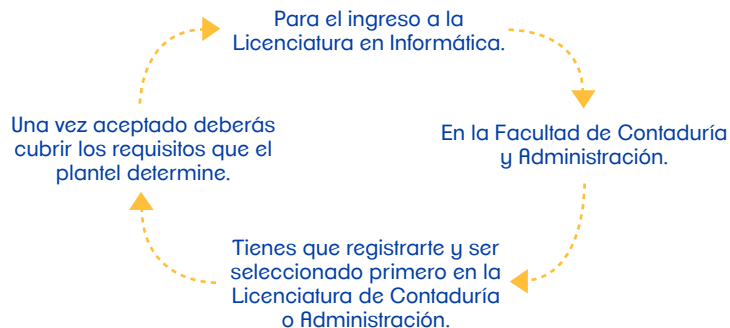 Para el ingreso a la
Licenciatura en Informática.
En la Facultad de Contaduría
y Administración.
Tienes que registrarte y ser
seleccionado primero en la
Licenciatura de Contaduría
o Administración.
Una vez aceptado deberás
cubrir los requisitos que el
plantel determine.